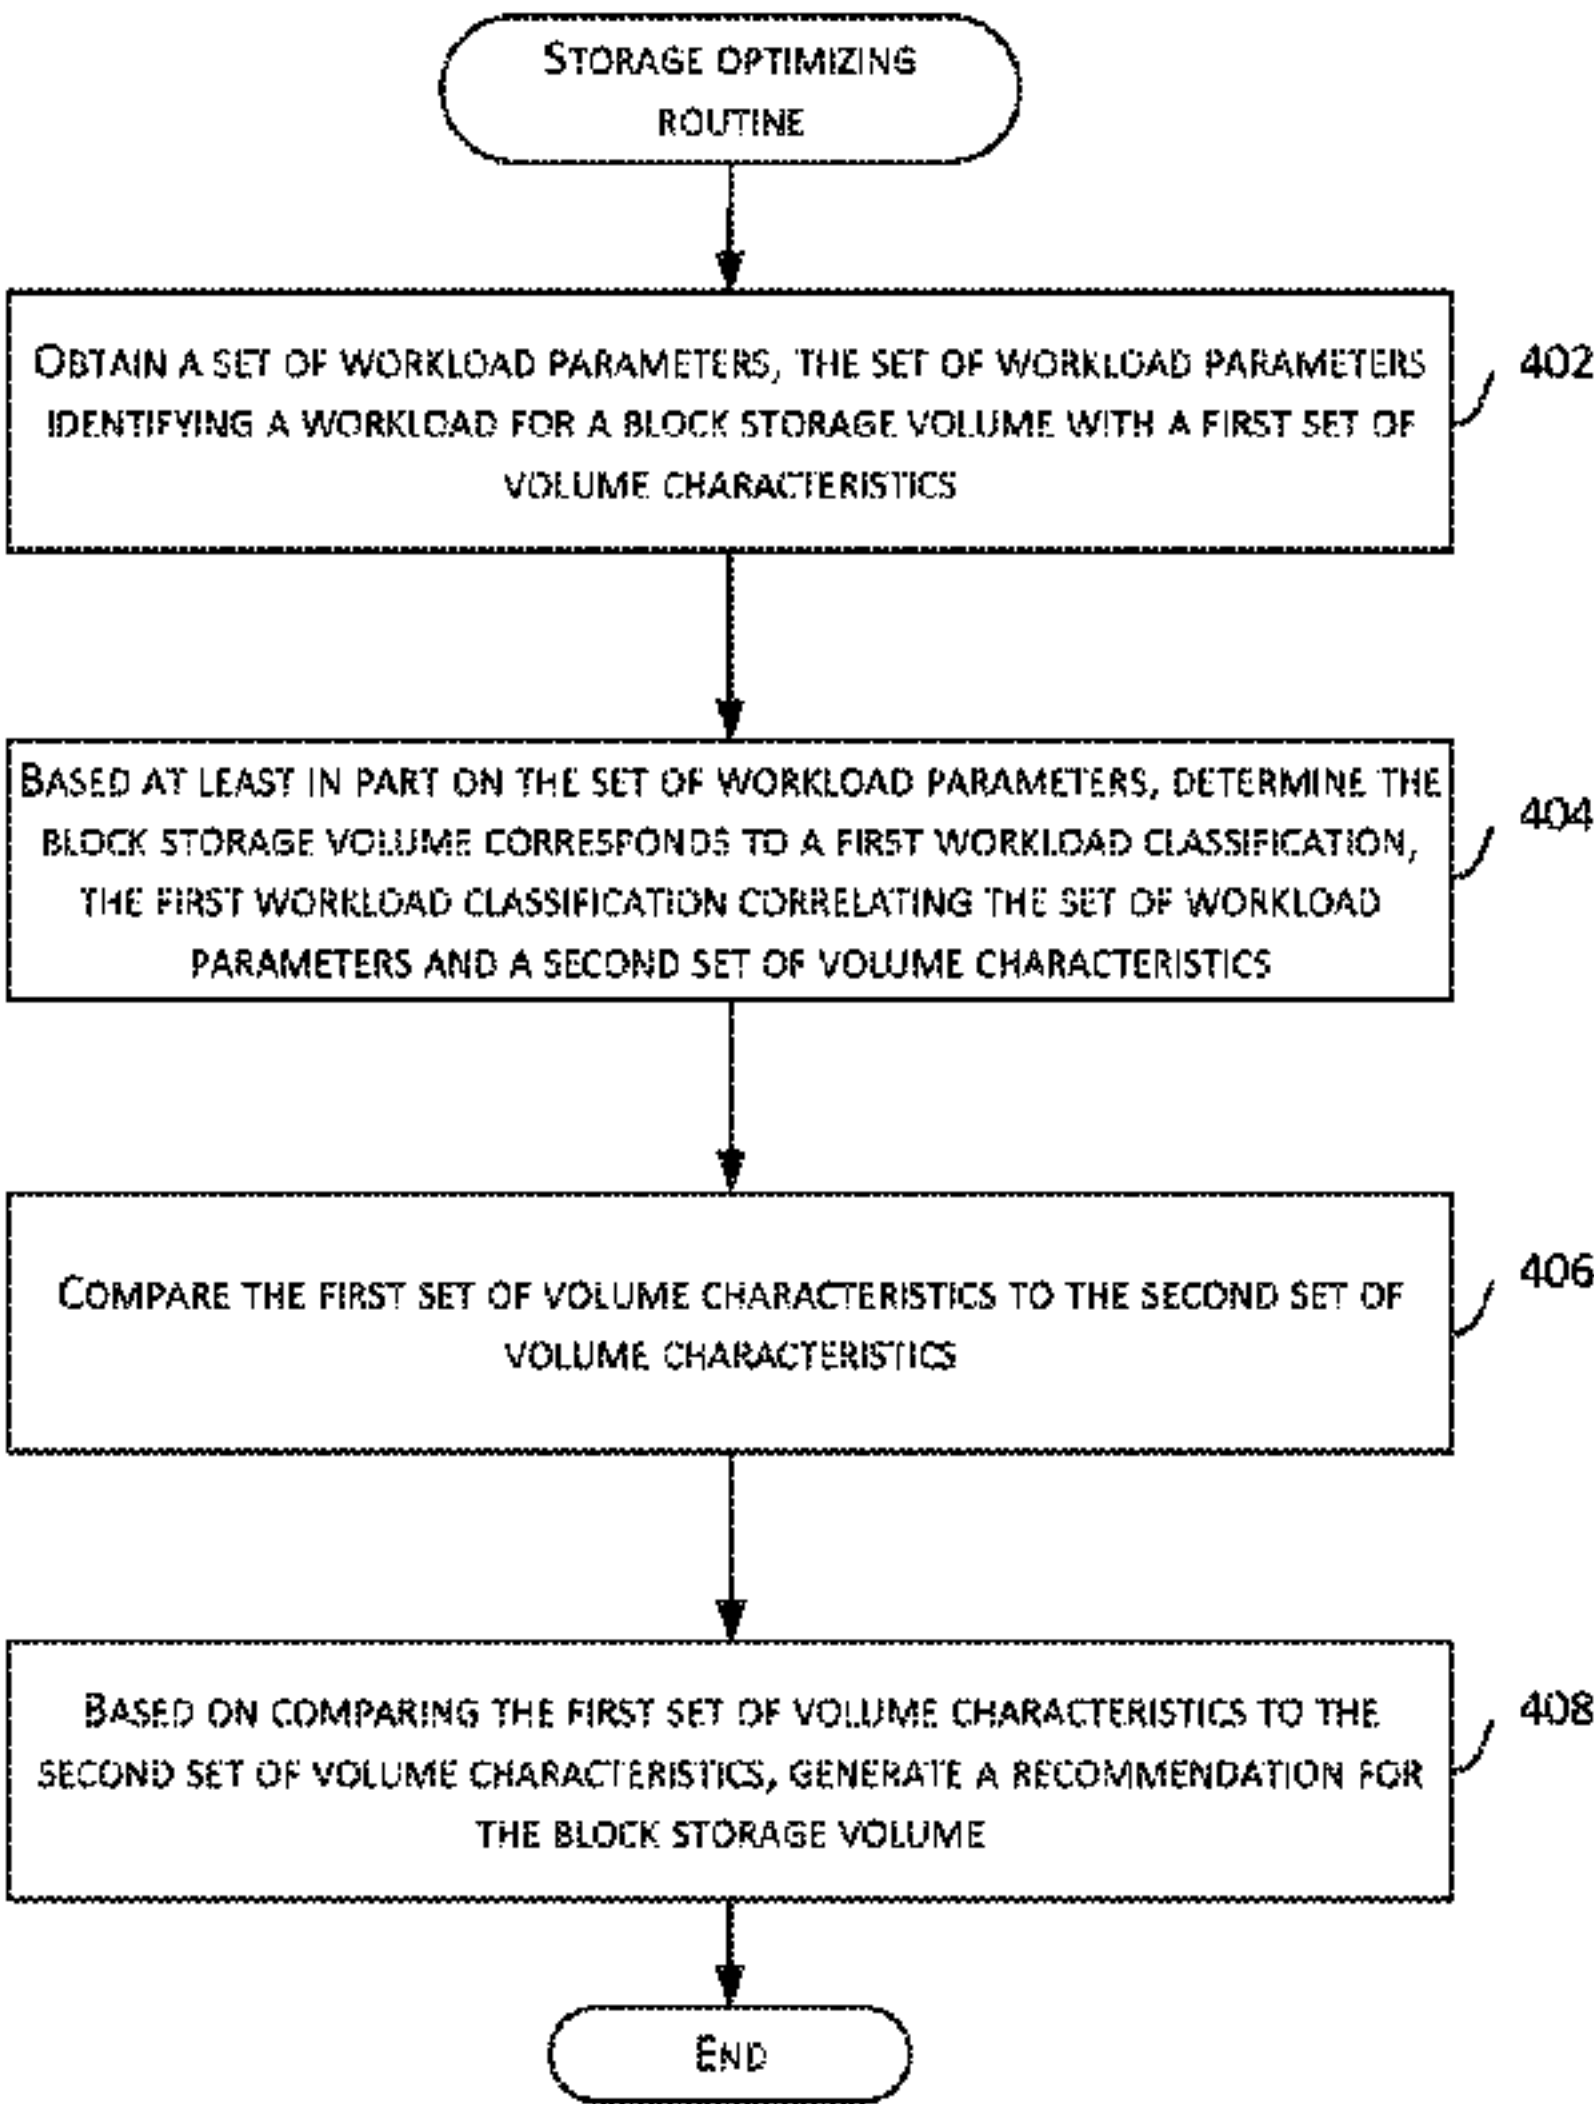 STORAGE OPTIMIZING
ROUTINE
OBTAIN A SET OF WORKLOAD PARAMETERS, THE SET OF WORKLOAD PARAMETERS
IDENTIFYING A WORKLOAD FOR A BLOCK STORAGE VOLUME WITH A FIRST SET OF
VOLUME CHARACTERISTICS
402
BASED AT LEAST IN PART ON THE SET OF WORKLOAD PARAMETERS, DETERMINE THE
BLOCK STORAGE VOLUME CORRESPONDS TO A FIRST WORKLOAD CLASSIFICATION,
THE FIRST WORKLOAD CLASSIFICATION CORRELATING THE SET OF WORKLOAD
PARAMETERS AND A SECOND SET OF VOLUME CHARACTERISTICS
404
COMPARE THE FIRST SET OF VOLUME CHARACTERISTICS TO THE SECOND SET OF
VOLUME CHARACTERISTICS
406
BASED ON COMPARING THE FIRST SET OF VOLUME CHARACTERISTICS TO THE
SECOND SET OF VOLUME CHARACTERISTICS, GENERATE A RECOMMENDATION FOR
THE BLOCK STORAGE VOLUME
408
END